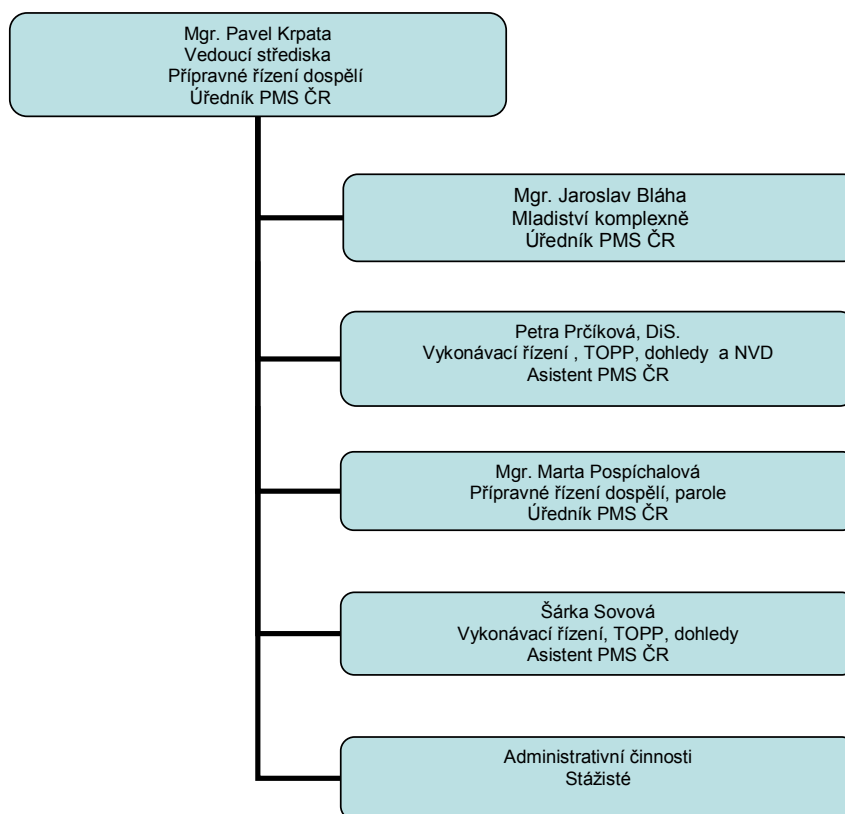 Mgr. Pavel Krpata
Vedoucí střediska
Přípravné řízení dospělí
Úředník PMS ČR
Mgr. Jaroslav Bláha
Mladiství komplexně
Úředník PMS ČR
Petra Prčíková, DiS.
Vykonávací řízení , TOPP, dohledy a NVD
Asistent PMS ČR
Mgr. Marta Pospíchalová
Přípravné řízení dospělí, parole
Úředník PMS ČR
Šárka Sovová
Vykonávací řízení, TOPP, dohledy
Asistent PMS ČR
Administrativní činnosti
Stážisté